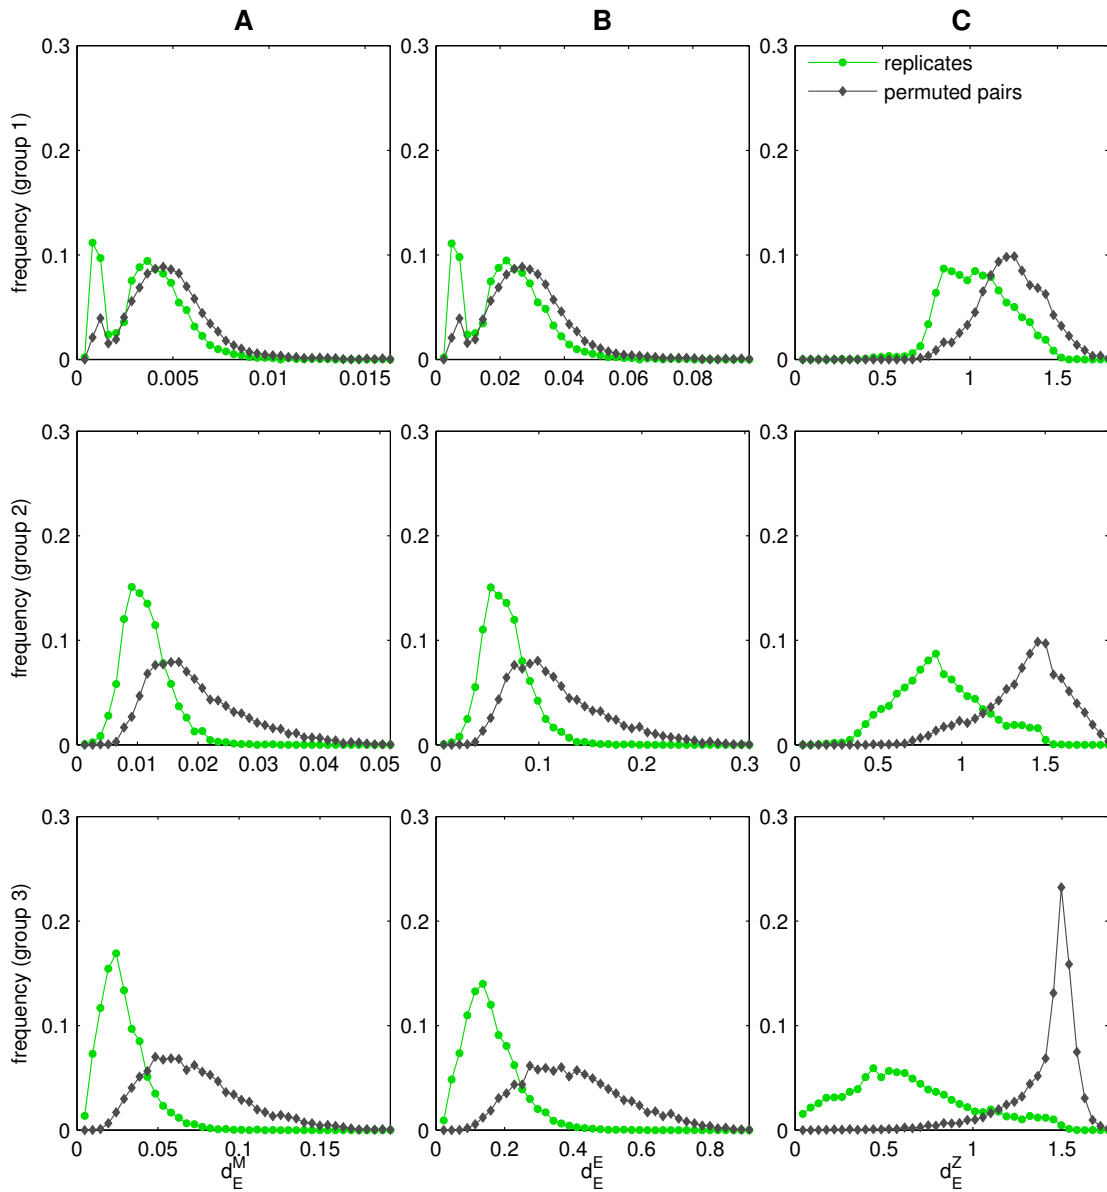 A B C
0.3 0.3 0.3
replicates
permuted pairs
0.2 0.2 0.2
frequency (group 1)
0.1 0.1 0.1
0 0 0
0.005 0.01 0.015 0.02 0.04 0.06 0.08 0 0.5 1 1.5
0.3 0.3 0.3
0.2 0.2 0.2
frequency (group 2)
0.1 0.1 0.1
0 0 0
0.01 0.02 0.03 0.04 0.05 0.1 0.2 0.3 0 0.5 1 1.5
0.3 0.3 0.3
0.2 0.2 0.2
frequency (group 3)
0.1 0.1 0.1
0 0 0
0 0.05 0.1 0.15 0 0.2 0.4 0.6 0.8 0 0.5 1 1.5
d_E^M d_E^E d_E^Z